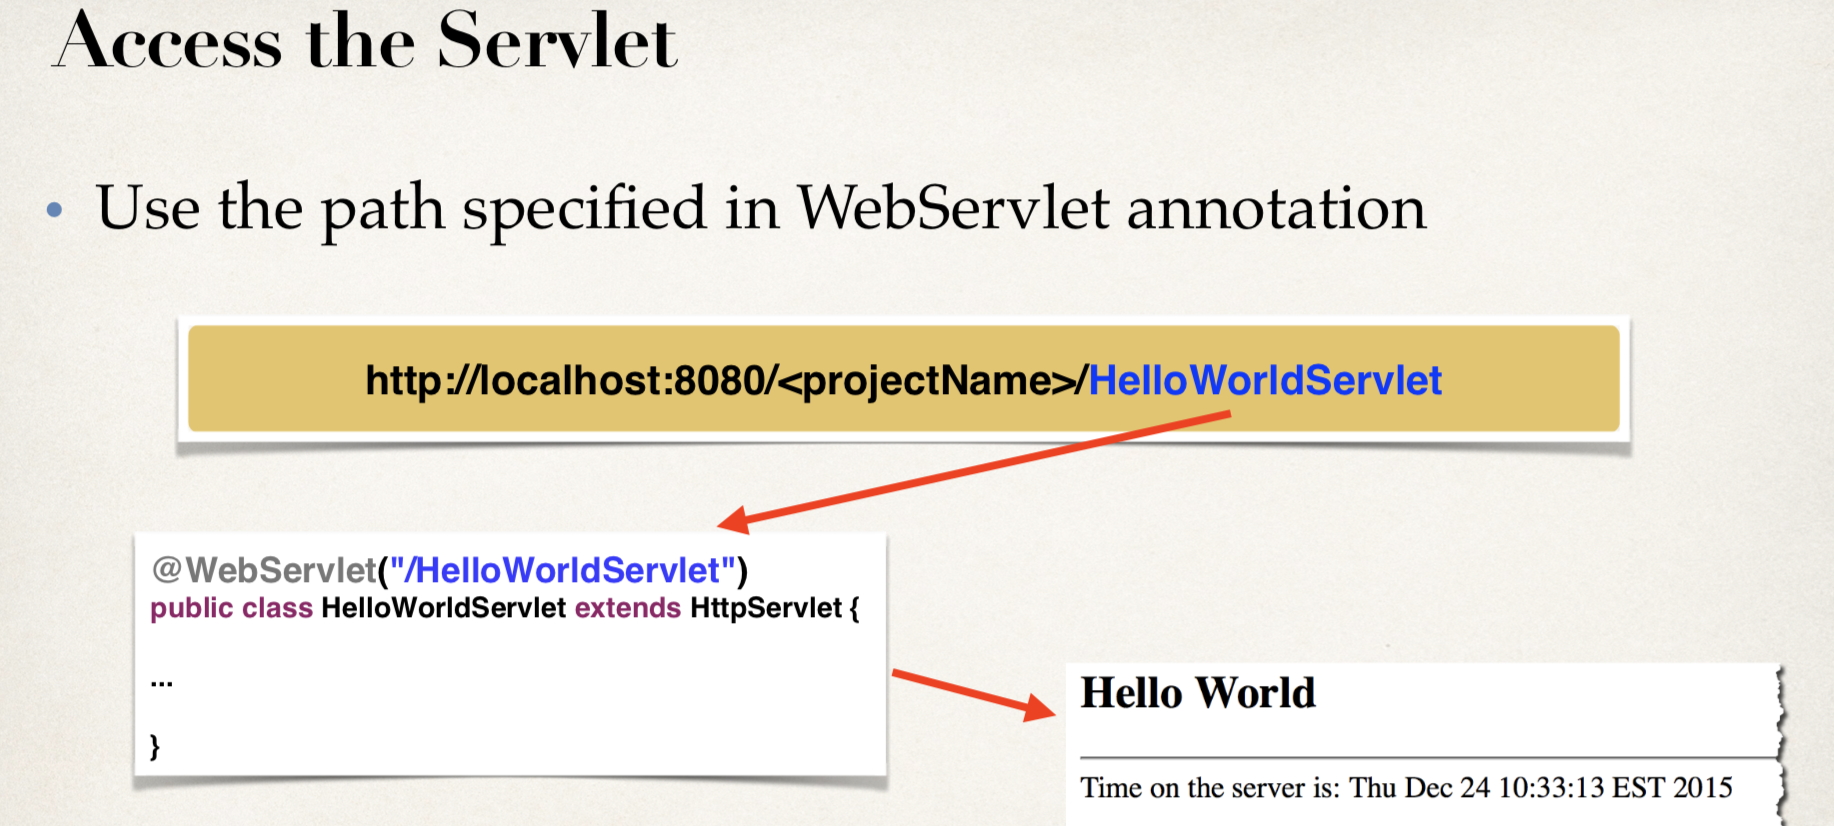 Access the Servlet
• Use the path specified in WebServlet annotation
http://localhost:8080/<projectName>/HelloWorldServlet
@WebServlet("/HelloWorldServlet")
public class HelloWorldServlet extends HttpServlet {
...
}
Hello World
Time on the server is: Thu Dec 24 10:33:13 EST 2015